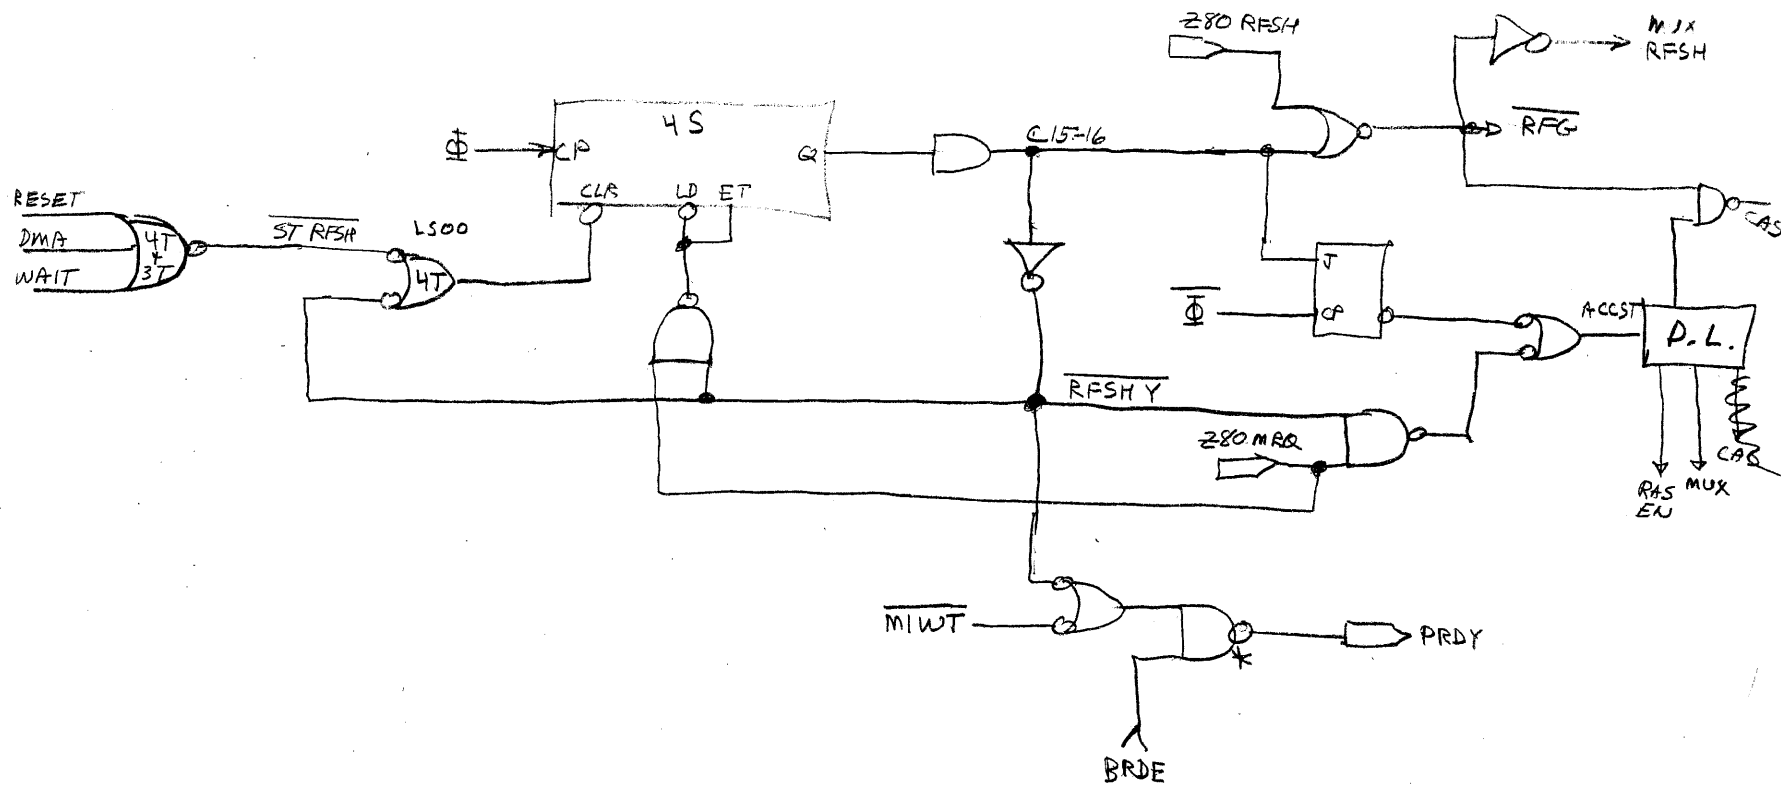 Z80 RFSH
MUX
RFSH
C15-16
RFG
4S
Φ
CP
Q
CLR
LD
ET
RESET
DMA
WAIT
4T
+
3T
ST RFSH
LS00
4T
CAS
J
Φ
CP
ACCST
D.L.
RFSH Y
Z80 MRQ
CAS
RAS
EN
MUX
M1WT
*
PRDY
BRDE